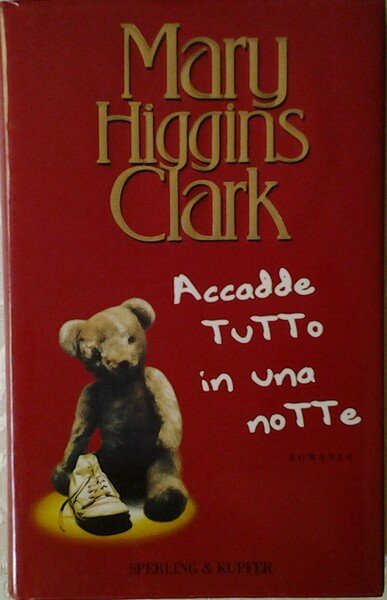 Mary
Higgins
Clark
Accadde
TuTTo
in una
noTTe
ROMANZO
SPERLING & KUPFER